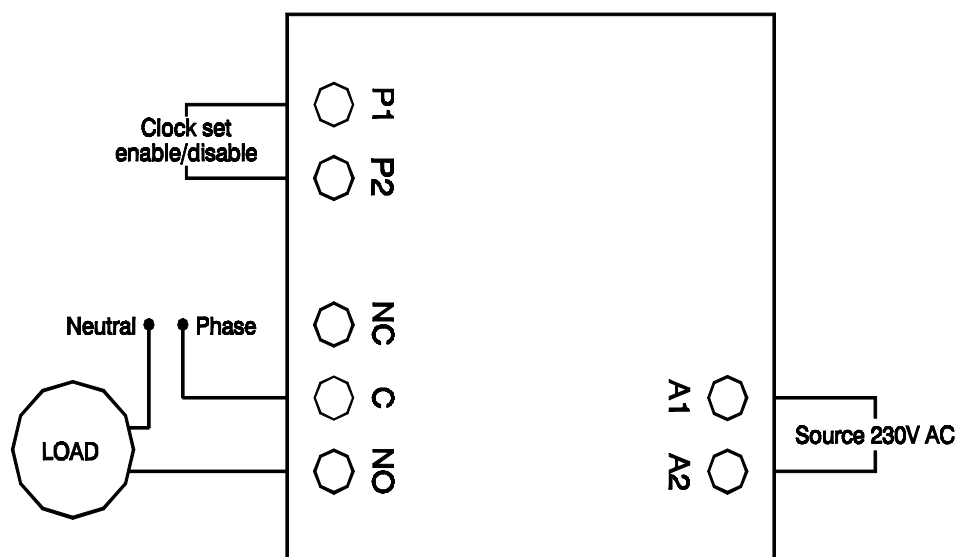 P1
Clock set
enable/disable
P2
NC
Neutral
Phase
C
A1
LOAD
Source 230V AC
NO
A2